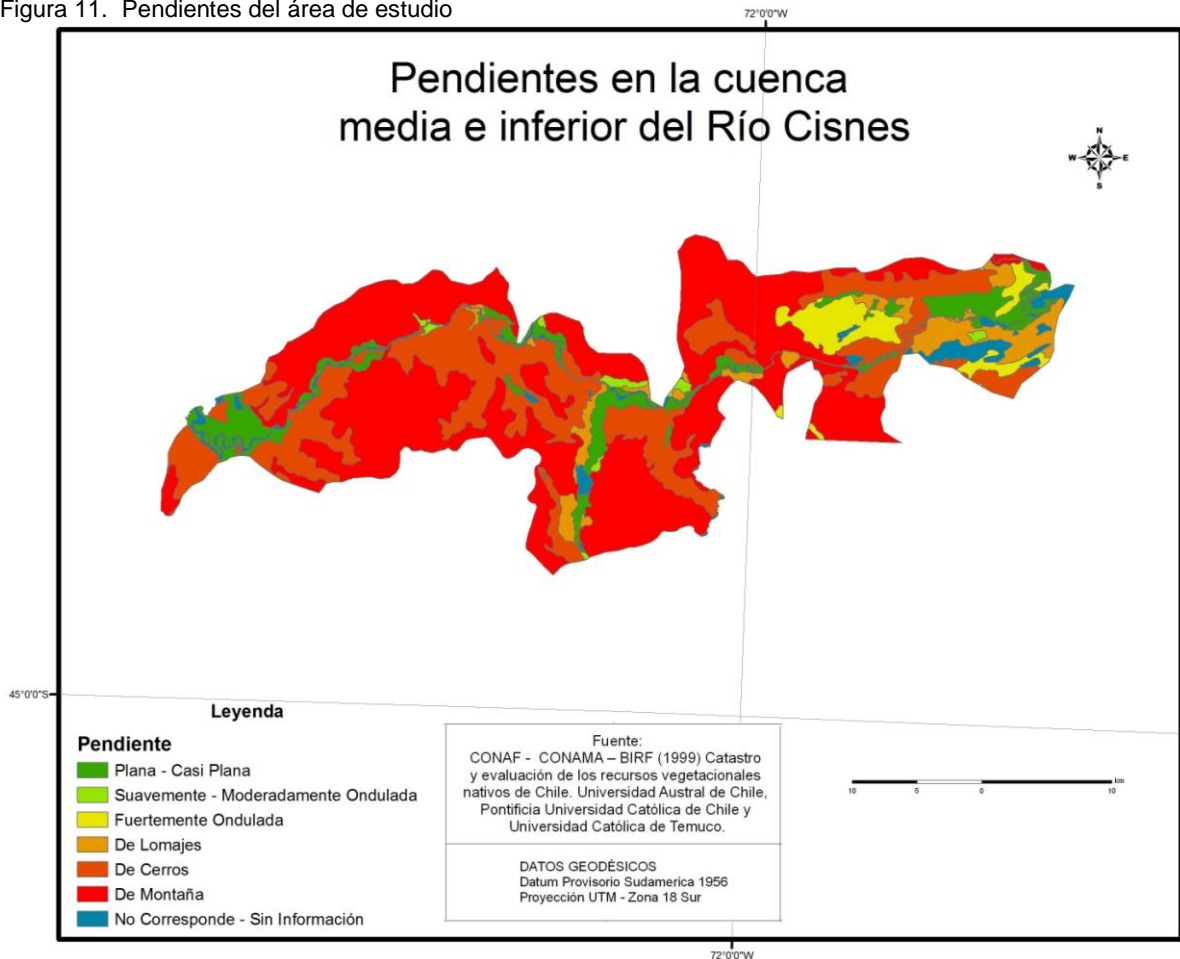 Figura 11. Pendientes del área de estudio
72°0'0"W
Pendientes en la cuenca
media e inferior del Río Cisnes
N
W
E
S
45°0'0"S
Leyenda
Pendiente
Plana - Casi Plana
Suavemente - Moderadamente Ondulada
Fuertemente Ondulada
De Lomajes
De Cerros
De Montaña
No Corresponde - Sin Información
Fuente:
CONAF - CONAMA – BIRF (1999) Catastro
y evaluación de los recursos vegetacionales
nativos de Chile. Universidad Austral de Chile,
Pontificia Universidad Católica de Chile y
Universidad Católica de Temuco.
DATOS GEODÉSICOS
Datum Provisorio Sudamerica 1956
Proyección UTM - Zona 18 Sur
km
10 5 0 10
72°0'0"W